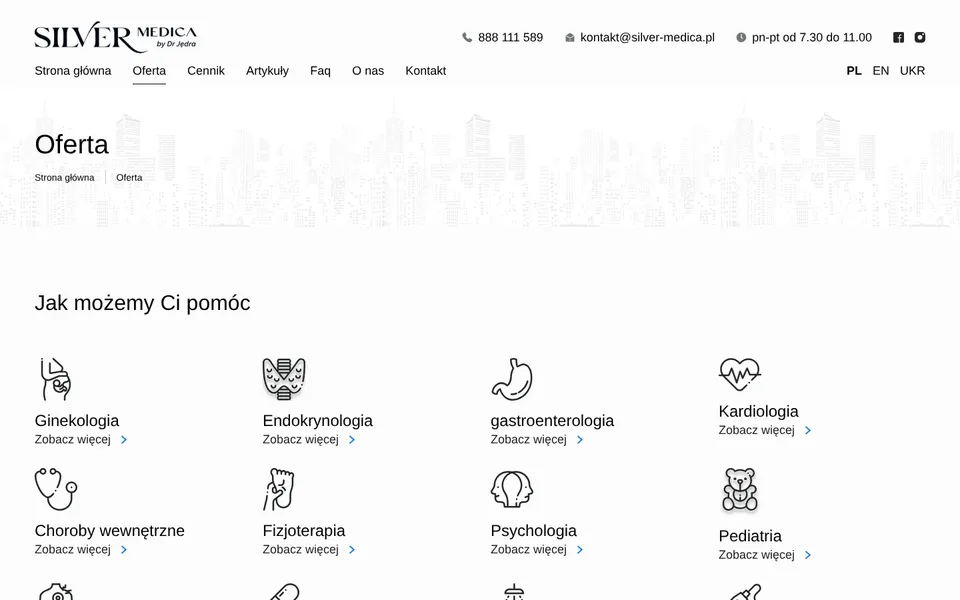 SILVER MEDICA
by Dr Jędra
888 111 589
kontakt@silver-medica.pl
pn-pt od 7.30 do 11.00
Strona główna
Oferta
Cennik
Artykuły
Faq
O nas
Kontakt
PL
EN
UKR
Oferta
Strona główna
Oferta
Jak możemy Ci pomóc
Ginekologia
Zobacz więcej
Endokrynologia
Zobacz więcej
gastroenterologia
Zobacz więcej
Kardiologia
Zobacz więcej
Choroby wewnętrzne
Zobacz więcej
Fizjoterapia
Zobacz więcej
Psychologia
Zobacz więcej
Pediatria
Zobacz więcej